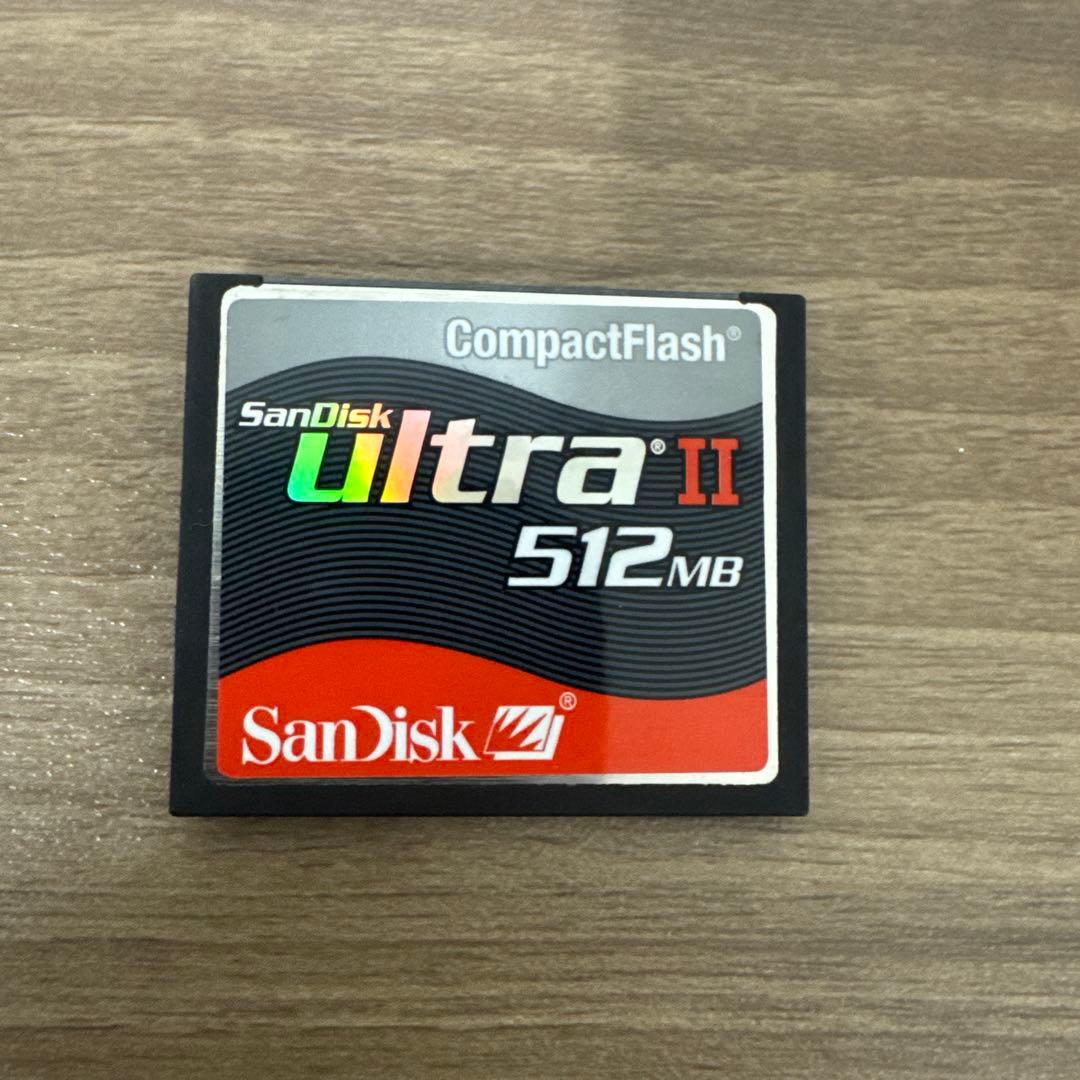 CompactFlash®
SanDisk
ultra® II
512MB
SanDisk®